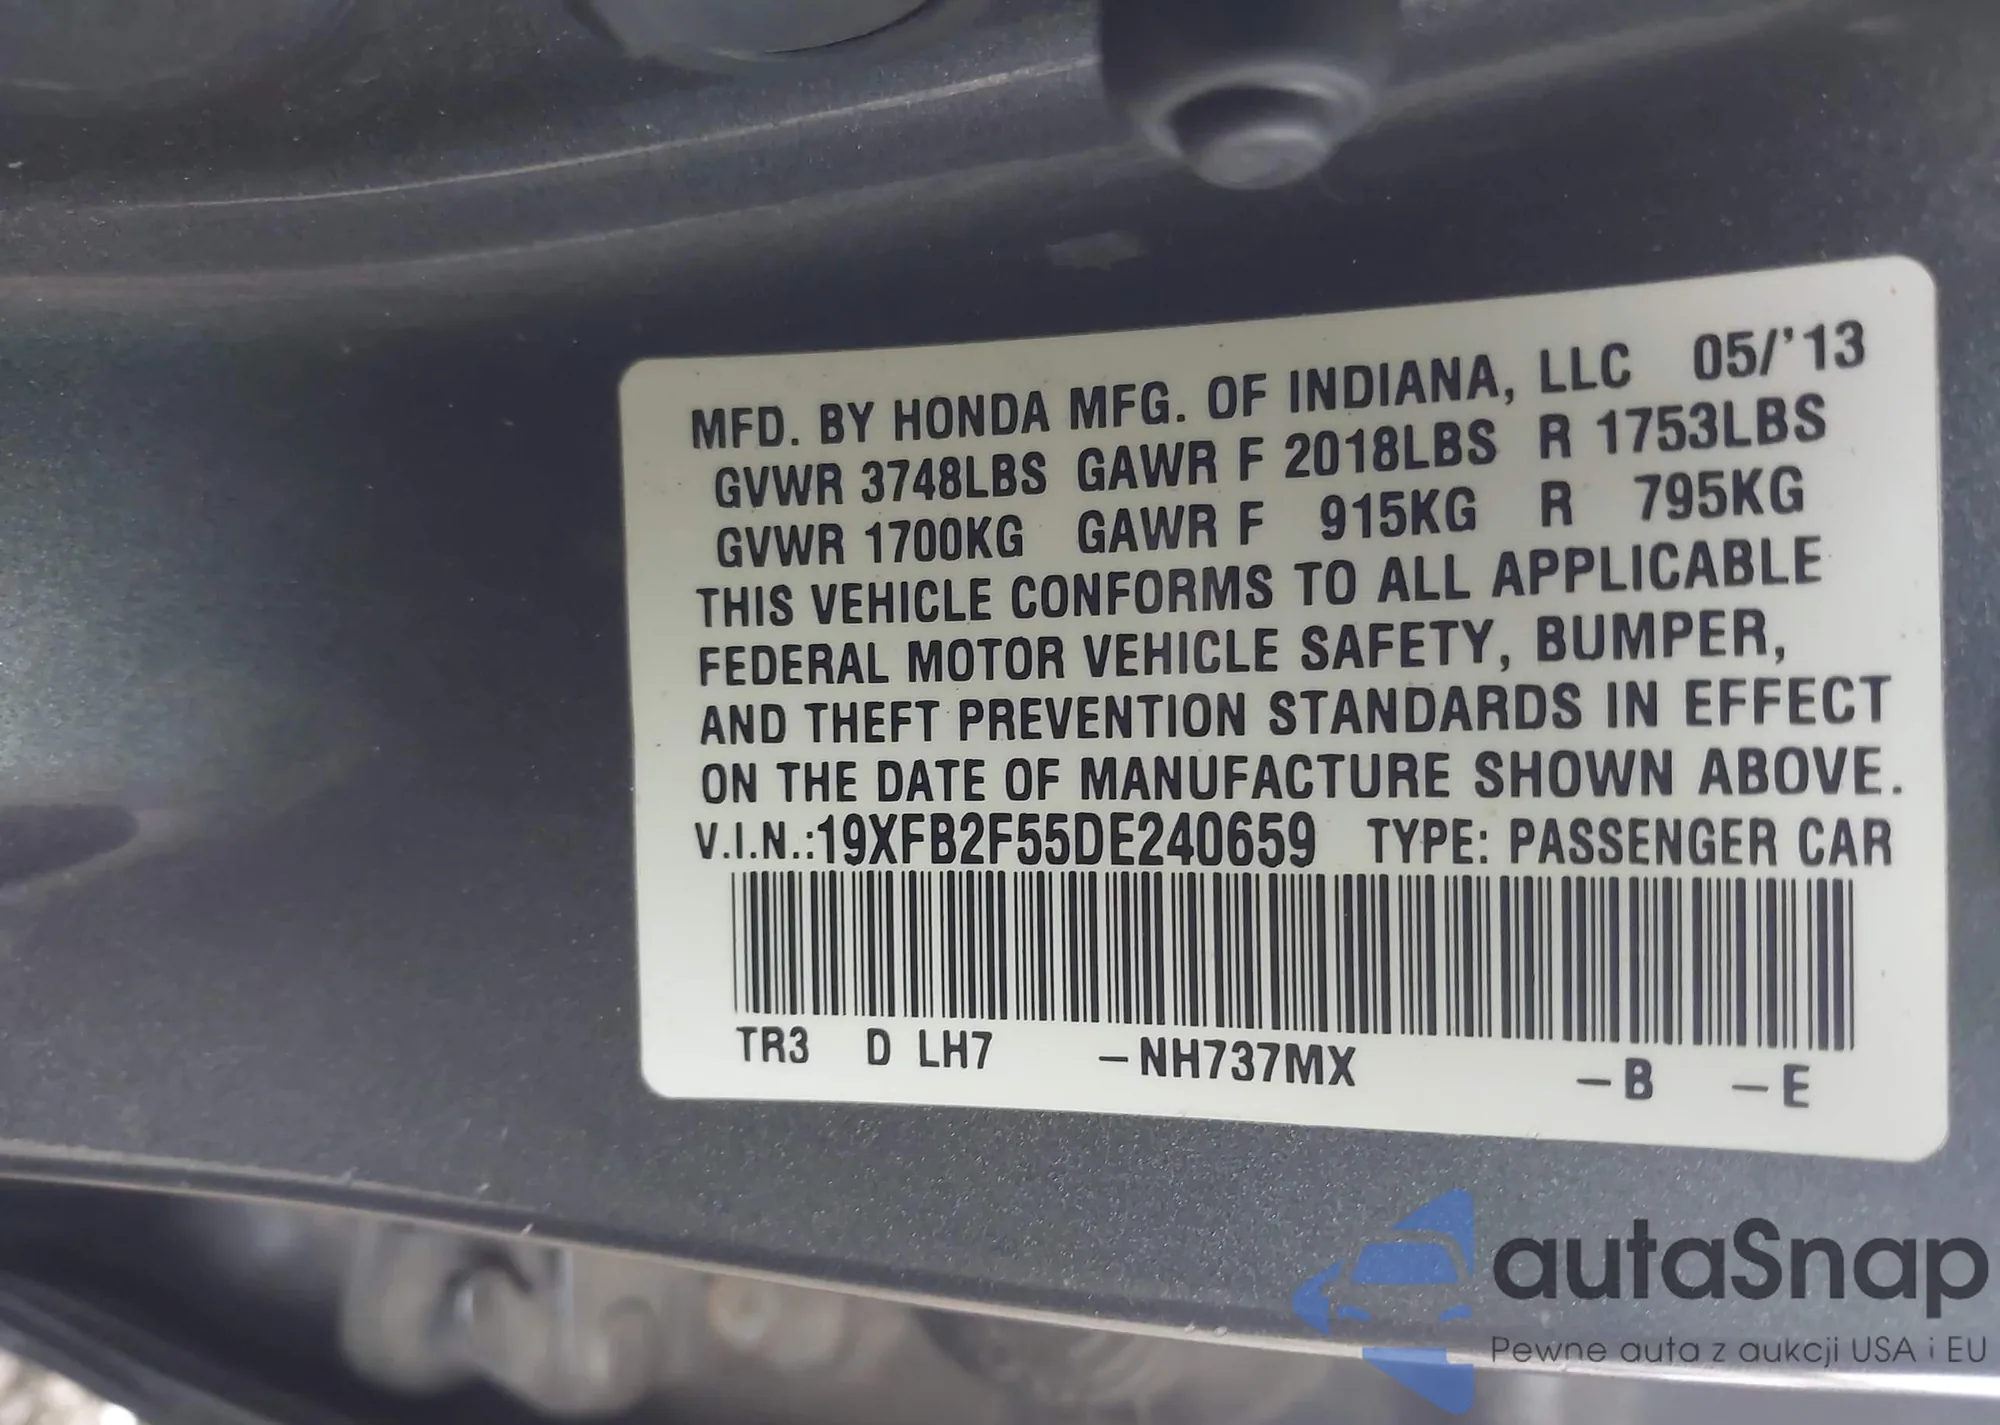 MFD. BY HONDA MFG. OF INDIANA, LLC 05/'13
GVWR 3748LBS GAWR F 2018LBS R 1753LBS
GVWR 1700KG GAWR F 915KG R 795KG
THIS VEHICLE CONFORMS TO ALL APPLICABLE
FEDERAL MOTOR VEHICLE SAFETY, BUMPER,
AND THEFT PREVENTION STANDARDS IN EFFECT
ON THE DATE OF MANUFACTURE SHOWN ABOVE.
V.I.N.:19XFB2F55DE240659 TYPE: PASSENGER CAR
TR3 D LH7 –NH737MX –B –E
autaSnap
Pewne auta z aukcji USA i EU